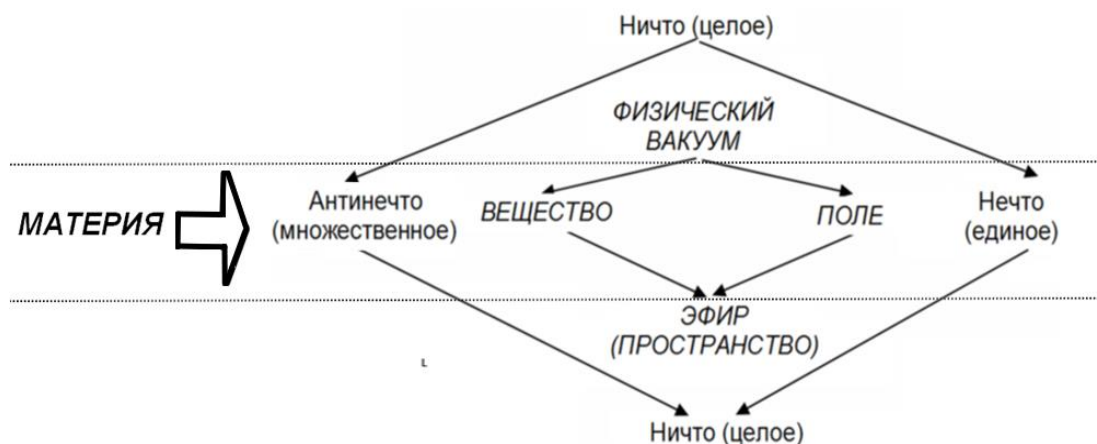 Ничто (целое)
ФИЗИЧЕСКИЙ
ВАКУУМ
МАТЕРИЯ
Антинечто
(множественное)
ВЕЩЕСТВО
ПОЛЕ
Нечто
(единое)
ЭФИР
(ПРОСТРАНСТВО)
L
Ничто (целое)